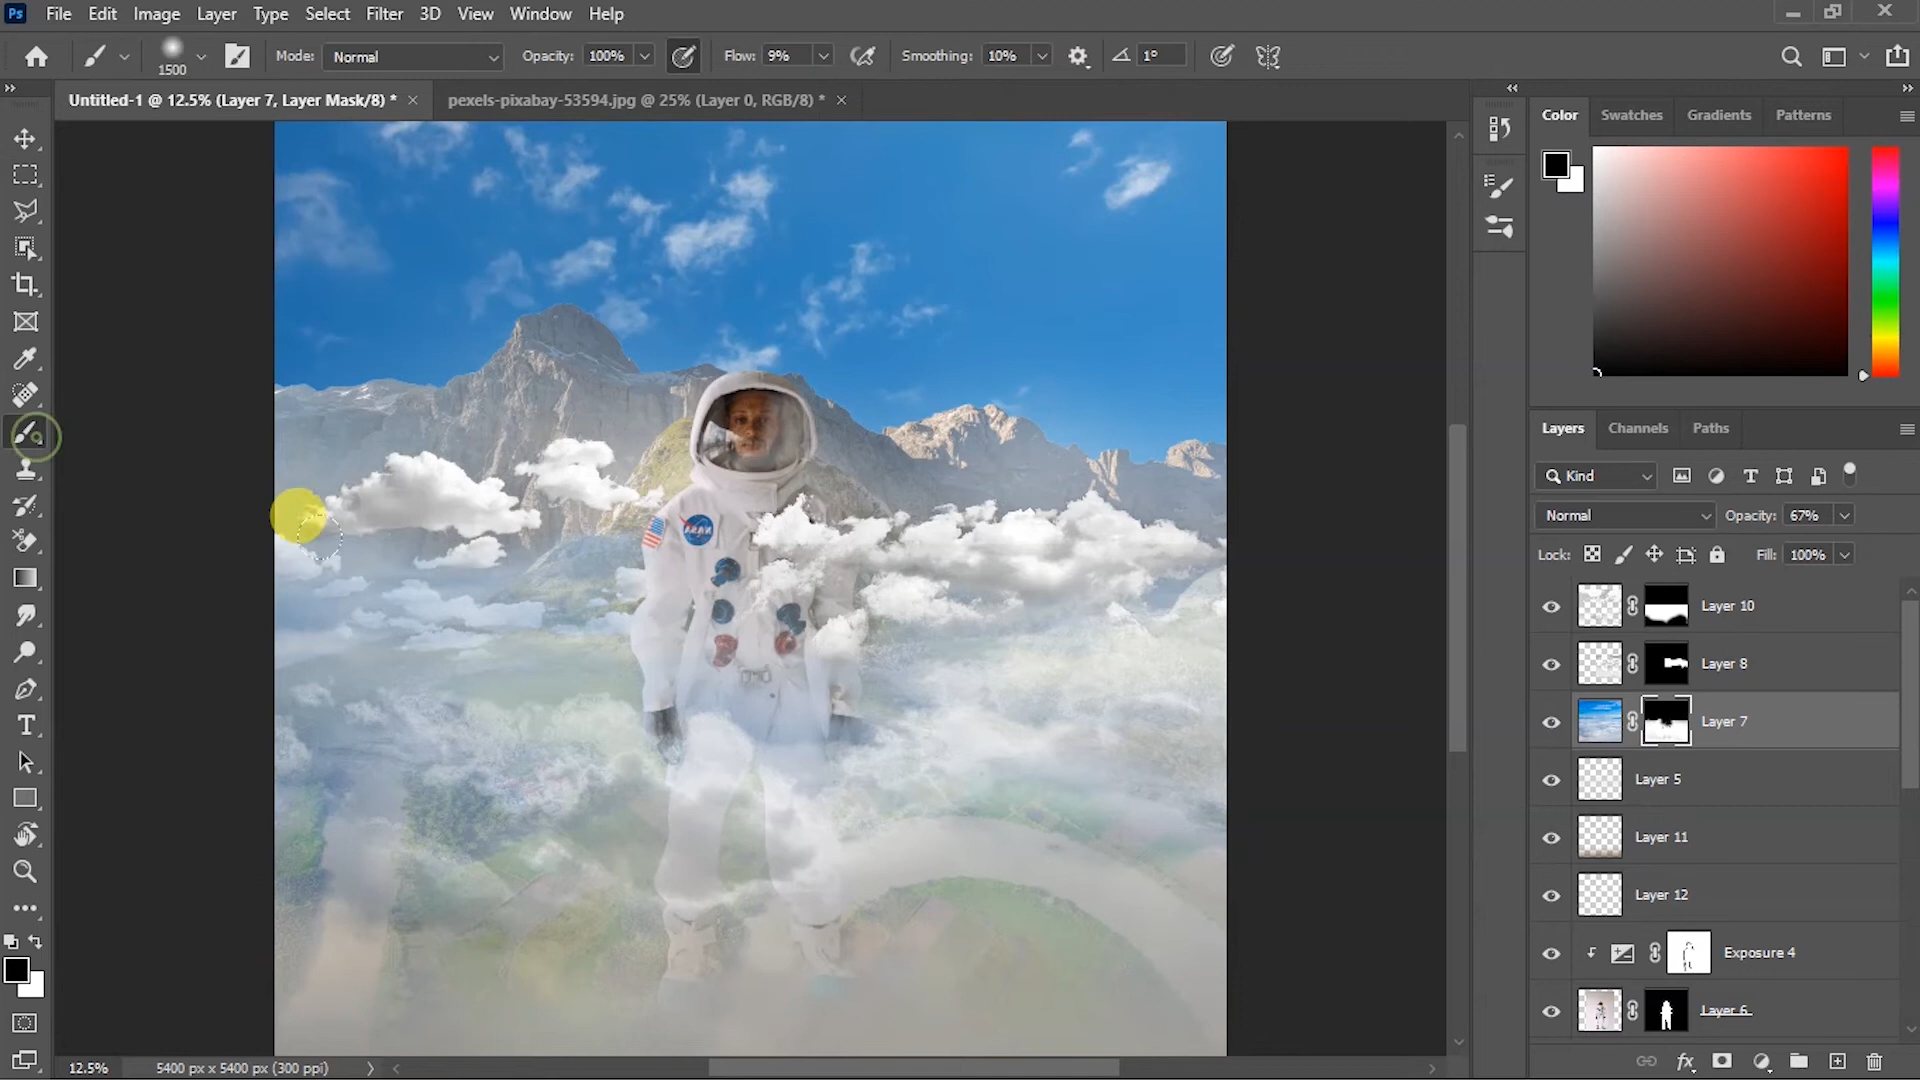 Ps File Edit Image Layer Type Select Filter 3D View Window Help
1500 Mode: Normal Opacity: 100% Flow: 9% Smoothing: 10% 1°
Untitled-1 @ 12.5% (Layer 7, Layer Mask/8) * × pexels-pixabay-53594.jpg @ 25% (Layer 0, RGB/8) * ×
Color Swatches Gradients Patterns
NASA
Layers Channels Paths
Kind
Normal Opacity: 67%
Lock: Fill: 100%
Layer 10
Layer 8
Layer 7
Layer 5
Layer 11
Layer 12
Exposure 4
Layer 6
12.5% 5400 px x 5400 px (300 ppi)
fx